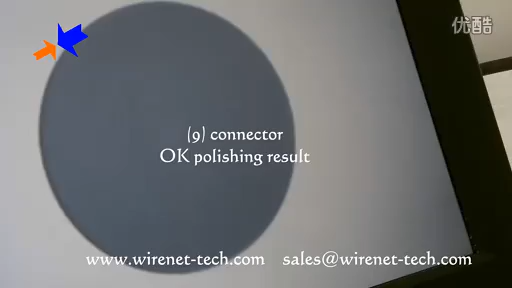 优酷
(9) connector
OK polishing result
www.wirenet-tech.com sales@wirenet-tech.com